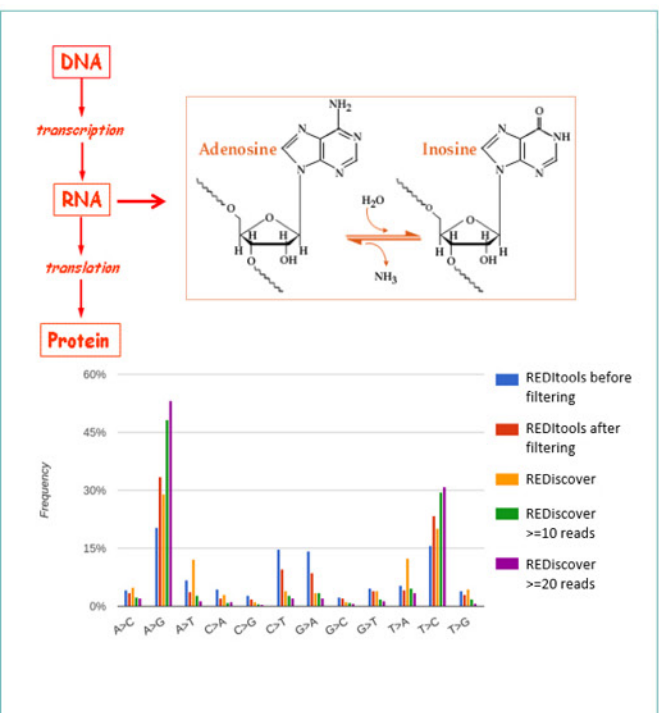 DNA
transcription
RNA
translation
Protein
NH2
Adenosine
N
N
N
N
O
O
H
H
H
H
O
OH
H2O
NH3
O
Inosine
N
NH
N
N
O
O
H
H
H
H
O
OH
60%
45%
30%
15%
0%
Frequency
A>C
A>G
A>T
C>A
C>G
C>T
G>A
G>C
G>T
T>A
T>C
T>G
REDItools before
filtering
REDItools after
filtering
REDiscover
REDiscover
>=10 reads
REDiscover
>=20 reads